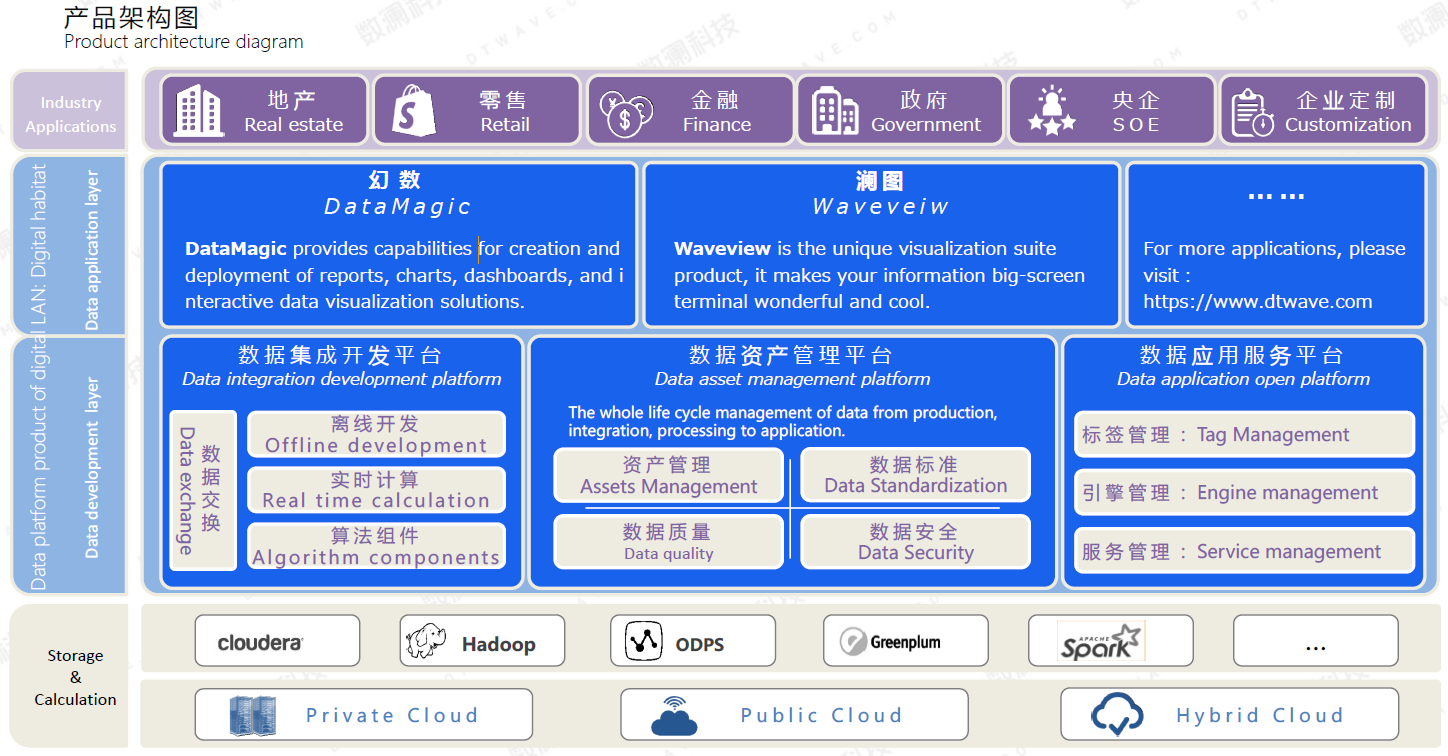 产品架构图
Product architecture diagram
Industry
Applications
地产
Real estate
零售
Retail
金融
Finance
政府
Government
央企
SOE
企业定制
Customization
Data platform product of digital LAN: Digital habitat
Data application layer
幻数
DataMagic
DataMagic provides capabilities for creation and
deployment of reports, charts, dashboards, and i
nteractive data visualization solutions.
澜图
Waveveiw
Waveview is the unique visualization suite
product, it makes your information big-screen
terminal wonderful and cool.
... ...
For more applications, please
visit :
https://www.dtwave.com
Data development layer
数据集成开发平台
Data integration development platform
数据交换
Data exchange
离线开发
Offline development
实时计算
Real time calculation
算法组件
Algorithm components
数据资产管理平台
Data asset management platform
The whole life cycle management of data from production,
integration, processing to application.
资产管理
Assets Management
数据标准
Data Standardization
数据质量
Data quality
数据安全
Data Security
数据应用服务平台
Data application open platform
标签管理 : Tag Management
引擎管理 : Engine management
服务管理 : Service management
Storage
&
Calculation
cloudera
Hadoop
ODPS
Greenplum
APACHE
Spark
...
Private Cloud
Public Cloud
Hybrid Cloud
数澜科技
DTWAVE.COM